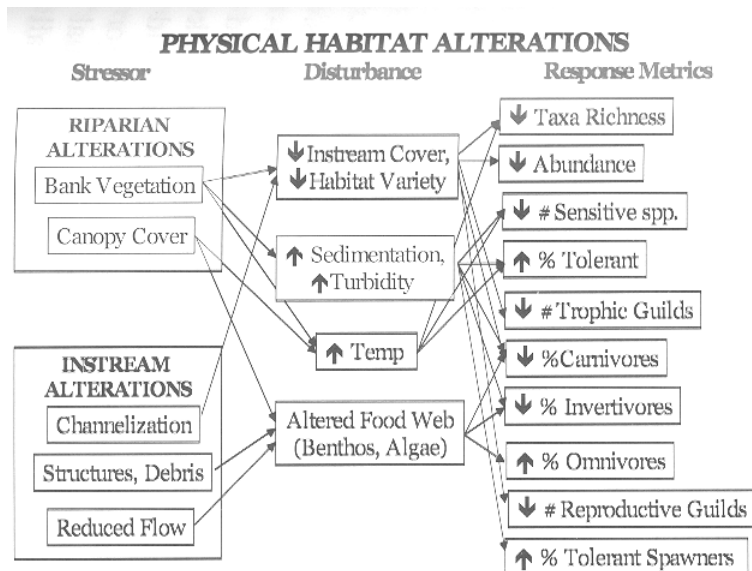 PHYSICAL HABITAT ALTERATIONS
Stressor
Disturbance
Response Metrics
RIPARIAN
ALTERATIONS
Bank Vegetation
Canopy Cover
INSTREAM
ALTERATIONS
Channelization
Structures, Debris
Reduced Flow
↓ Instream Cover,
↓ Habitat Variety
↑ Sedimentation,
↑ Turbidity
↑ Temp
Altered Food Web
(Benthos, Algae)
↓ Taxa Richness
↓ Abundance
↓ # Sensitive spp.
↑ % Tolerant
↓ # Trophic Guilds
↓ %Carnivores
↓ % Invertivores
↑ % Omnivores
↓ # Reproductive Guilds
↑ % Tolerant Spawners